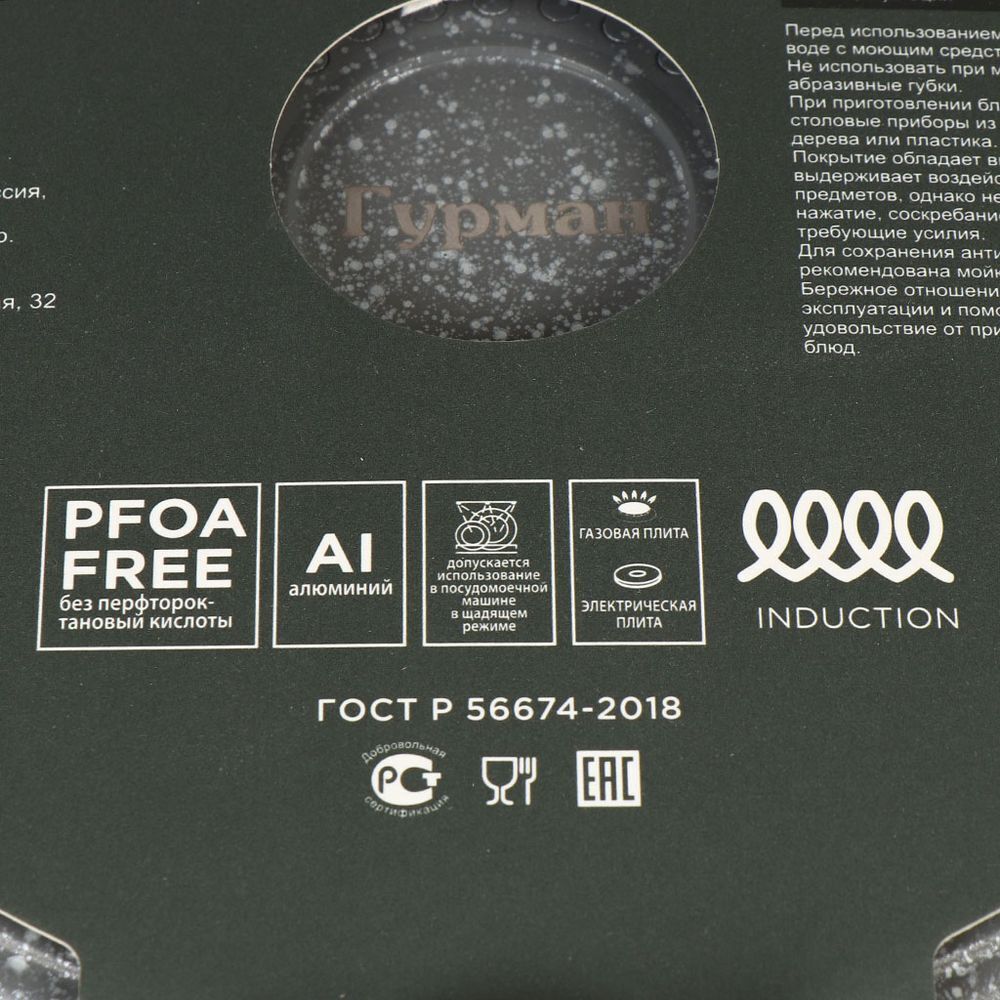 Гурман
ссия,
р.
я, 32
Перед использованием
воде с моющим средст
Не использовать при м
абразивные губки.
При приготовлении бл
столовые приборы из
дерева или пластика.
Покрытие обладает в
выдерживает воздейс
предметов, однако не
нажатие, соскребани
требующие усилия.
Для сохранения анти
рекомендована мойк
Бережное отношени
эксплуатации и помо
удовольствие от при
блюд.
PFOA
FREE
без перфторок-
тановый кислоты
Al
алюминий
допускается
использование
в посудомоечной
машине
в щадящем
режиме
ГАЗОВАЯ ПЛИТА
ЭЛЕКТРИЧЕСКАЯ
ПЛИТА
INDUCTION
ГОСТ Р 56674-2018
Добровольная
РСТ
сертификация
EAC